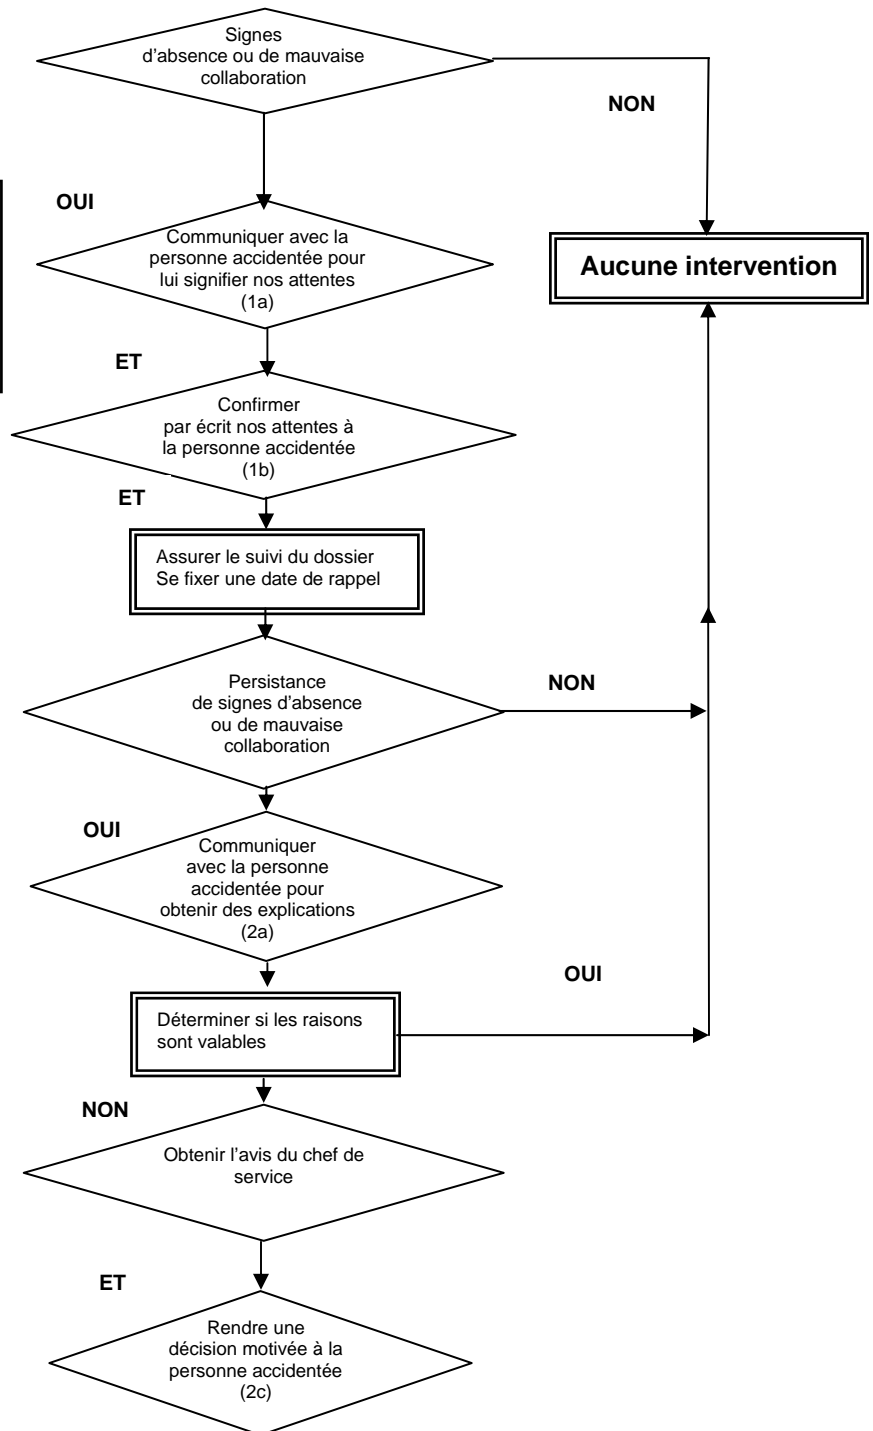 Signes
d'absence ou de mauvaise
collaboration
NON
OUI
Communiquer avec la
personne accidentée pour
lui signifier nos attentes
(1a)
Aucune intervention
ET
Confirmer
par écrit nos attentes à
la personne accidentée
(1b)
ET
Assurer le suivi du dossier
Se fixer une date de rappel
Persistance
de signes d'absence
ou de mauvaise
collaboration
NON
OUI
Communiquer
avec la personne
accidentée pour
obtenir des explications
(2a)
OUI
Déterminer si les raisons
sont valables
NON
Obtenir l'avis du chef de
service
ET
Rendre une
décision motivée à la
personne accidentée
(2c)